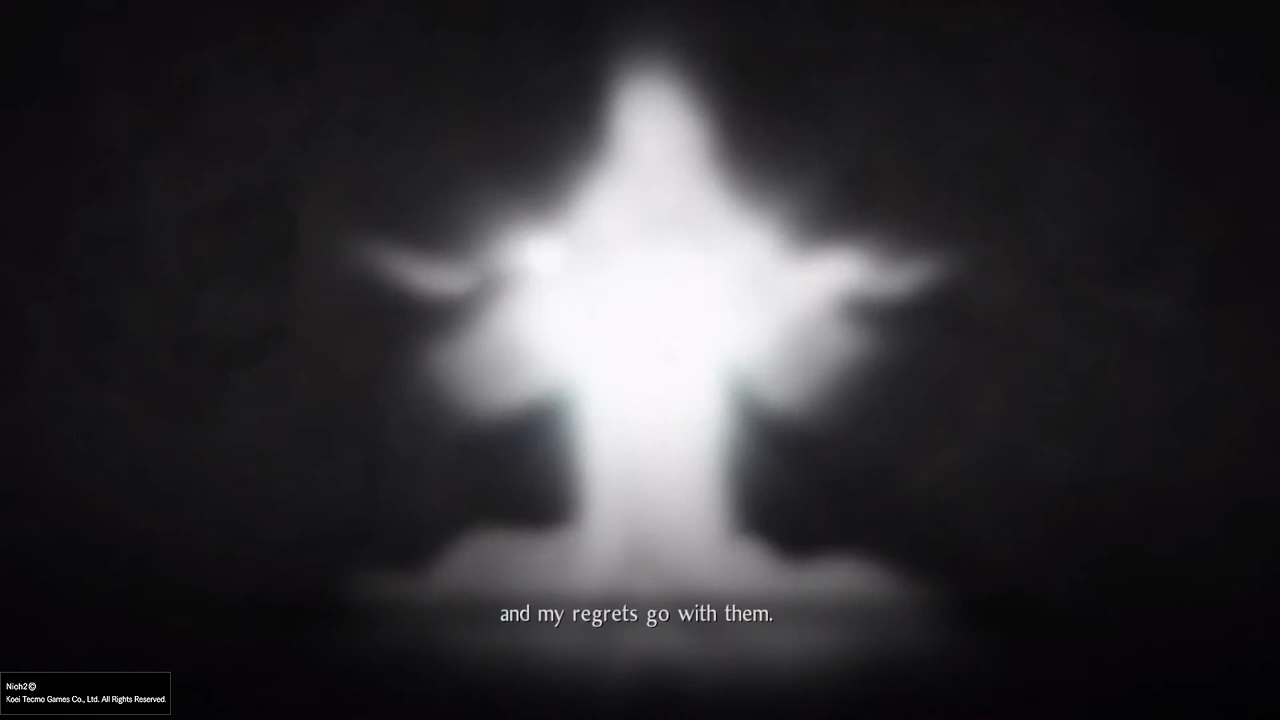 and my regrets go with them.
Nioh2©
Koei Tecmo Games Co., Ltd. All Rights Reserved.